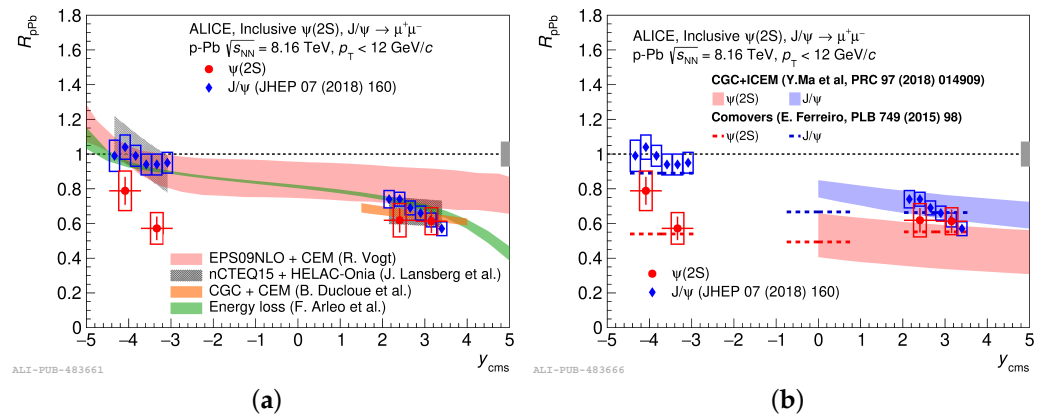 R_pPb
1.8
1.6
1.4
1.2
1
0.8
0.6
0.4
0.2
0
ALICE, Inclusive ψ(2S), J/ψ → μ⁺μ⁻
p-Pb √s_NN = 8.16 TeV, p_T < 12 GeV/c
ψ(2S)
J/ψ (JHEP 07 (2018) 160)
EPS09NLO + CEM (R. Vogt)
nCTEQ15 + HELAC-Onia (J. Lansberg et al.)
CGC + CEM (B. Ducloue et al.)
Energy loss (F. Arleo et al.)
−5 −4 −3 −2 −1 0 1 2 3 4 5
y_cms
ALI-PUB-483661
(a)
R_pPb
1.8
1.6
1.4
1.2
1
0.8
0.6
0.4
0.2
0
ALICE, Inclusive ψ(2S), J/ψ → μ⁺μ⁻
p-Pb √s_NN = 8.16 TeV, p_T < 12 GeV/c
CGC+ICEM (Y.Ma et al, PRC 97 (2018) 014909)
ψ(2S) J/ψ
Comovers (E. Ferreiro, PLB 749 (2015) 98)
ψ(2S) J/ψ
ψ(2S)
J/ψ (JHEP 07 (2018) 160)
−5 −4 −3 −2 −1 0 1 2 3 4 5
y_cms
ALI-PUB-483666
(b)